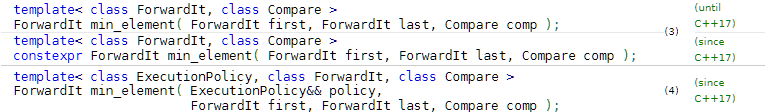 template< class ForwardIt, class Compare >
ForwardIt min_element( ForwardIt first, ForwardIt last, Compare comp );
(until
C++17)
(3)
template< class ForwardIt, class Compare >
constexpr ForwardIt min_element( ForwardIt first, ForwardIt last, Compare comp );
(since
C++17)
template< class ExecutionPolicy, class ForwardIt, class Compare >
ForwardIt min_element( ExecutionPolicy&& policy,
ForwardIt first, ForwardIt last, Compare comp );
(4)
(since
C++17)